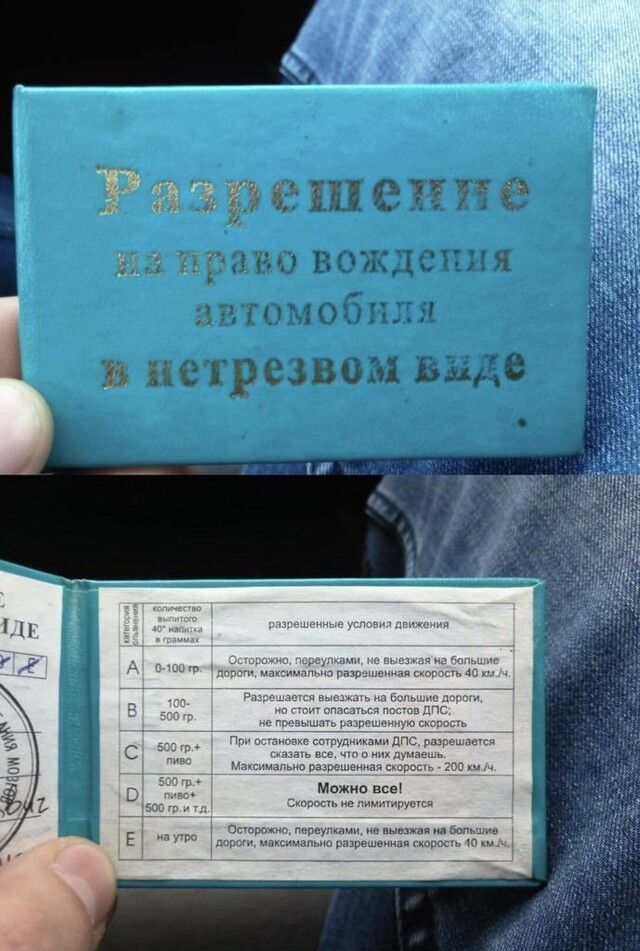 Разрешение
на право вождения
автомобиля
в нетрезвом виде
ИДЕ
категория опьянения
количество
выпитого
40° напитка
в граммах
разрешенные условия движения
A
0-100 гр.
Осторожно, переулками, не выезжая на большие
дороги, максимально разрешенная скорость 40 км./ч.
B
100-
500 гр.
Разрешается выезжать на большие дороги,
но стоит опасаться постов ДПС;
не превышать разрешенную скорость
C
500 гр.+
пиво
При остановке сотрудниками ДПС, разрешается
сказать все, что о них думаешь.
Максимально разрешенная скорость - 200 км./ч.
D
500 гр.+
пиво+
500 гр. и т.д.
Можно все!
Скорость не лимитируется
E
на утро
Осторожно, переулками, не выезжая на большие
дороги, максимально разрешенная скорость 40 км./ч.